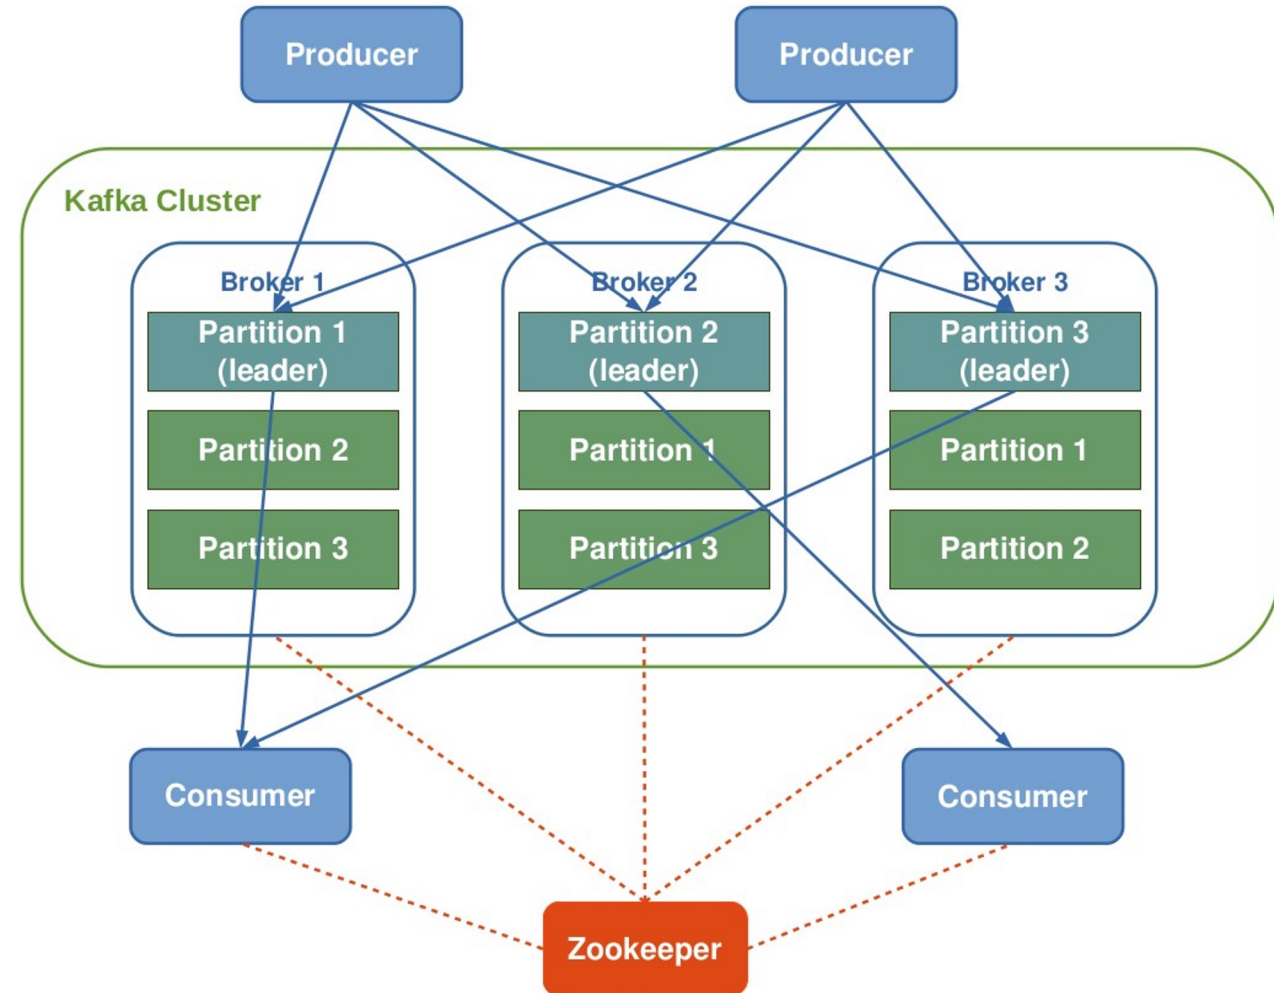 Producer
Producer
Kafka Cluster
Broker 1
Broker 2
Broker 3
Partition 1
(leader)
Partition 2
(leader)
Partition 3
(leader)
Partition 2
Partition 1
Partition 1
Partition 3
Partition 3
Partition 2
Consumer
Consumer
Zookeeper